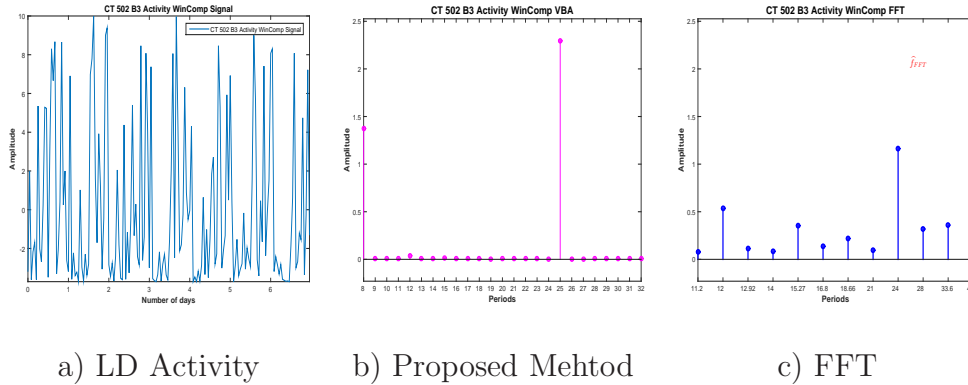 CT 502 B3 Activity WinComp Signal
CT 502 B3 Activity WinComp Signal
Amplitude
10
8
6
4
2
0
-2
0 1 2 3 4 5 6
Number of days
a) LD Activity
CT 502 B3 Activity WinComp VBA
Amplitude
2.5
2
1.5
1
0.5
0
8 9 10 11 12 13 14 15 16 17 18 19 20 21 22 23 24 25 26 27 28 29 30 31 32
Periods
b) Proposed Mehtod
CT 502 B3 Activity WinComp FFT
f̂FFT
Amplitude
2.5
2
1.5
1
0.5
0
11.2 12 12.92 14 15.27 16.8 18.66 21 24 28 33.6
Periods
c) FFT